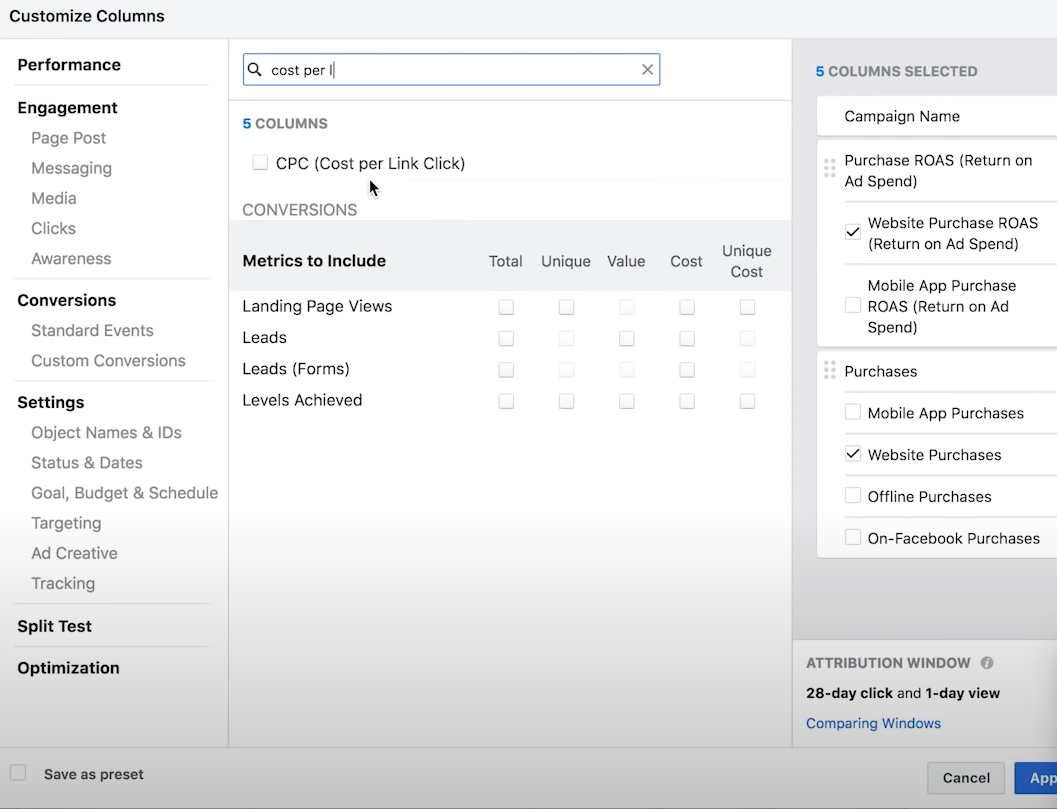 Customize Columns
Performance
Engagement
Page Post
Messaging
Media
Clicks
Awareness
Conversions
Standard Events
Custom Conversions
Settings
Object Names & IDs
Status & Dates
Goal, Budget & Schedule
Targeting
Ad Creative
Tracking
Split Test
Optimization
cost per l
5 COLUMNS
CPC (Cost per Link Click)
CONVERSIONS
Metrics to Include Total Unique Value Cost Unique
Cost
Landing Page Views
Leads
Leads (Forms)
Levels Achieved
5 COLUMNS SELECTED
Campaign Name
Purchase ROAS (Return on
Ad Spend)
Website Purchase ROAS
(Return on Ad Spend)
Mobile App Purchase
ROAS (Return on Ad
Spend)
Purchases
Mobile App Purchases
Website Purchases
Offline Purchases
On-Facebook Purchases
ATTRIBUTION WINDOW
28-day click and 1-day view
Comparing Windows
Save as preset
Cancel
App